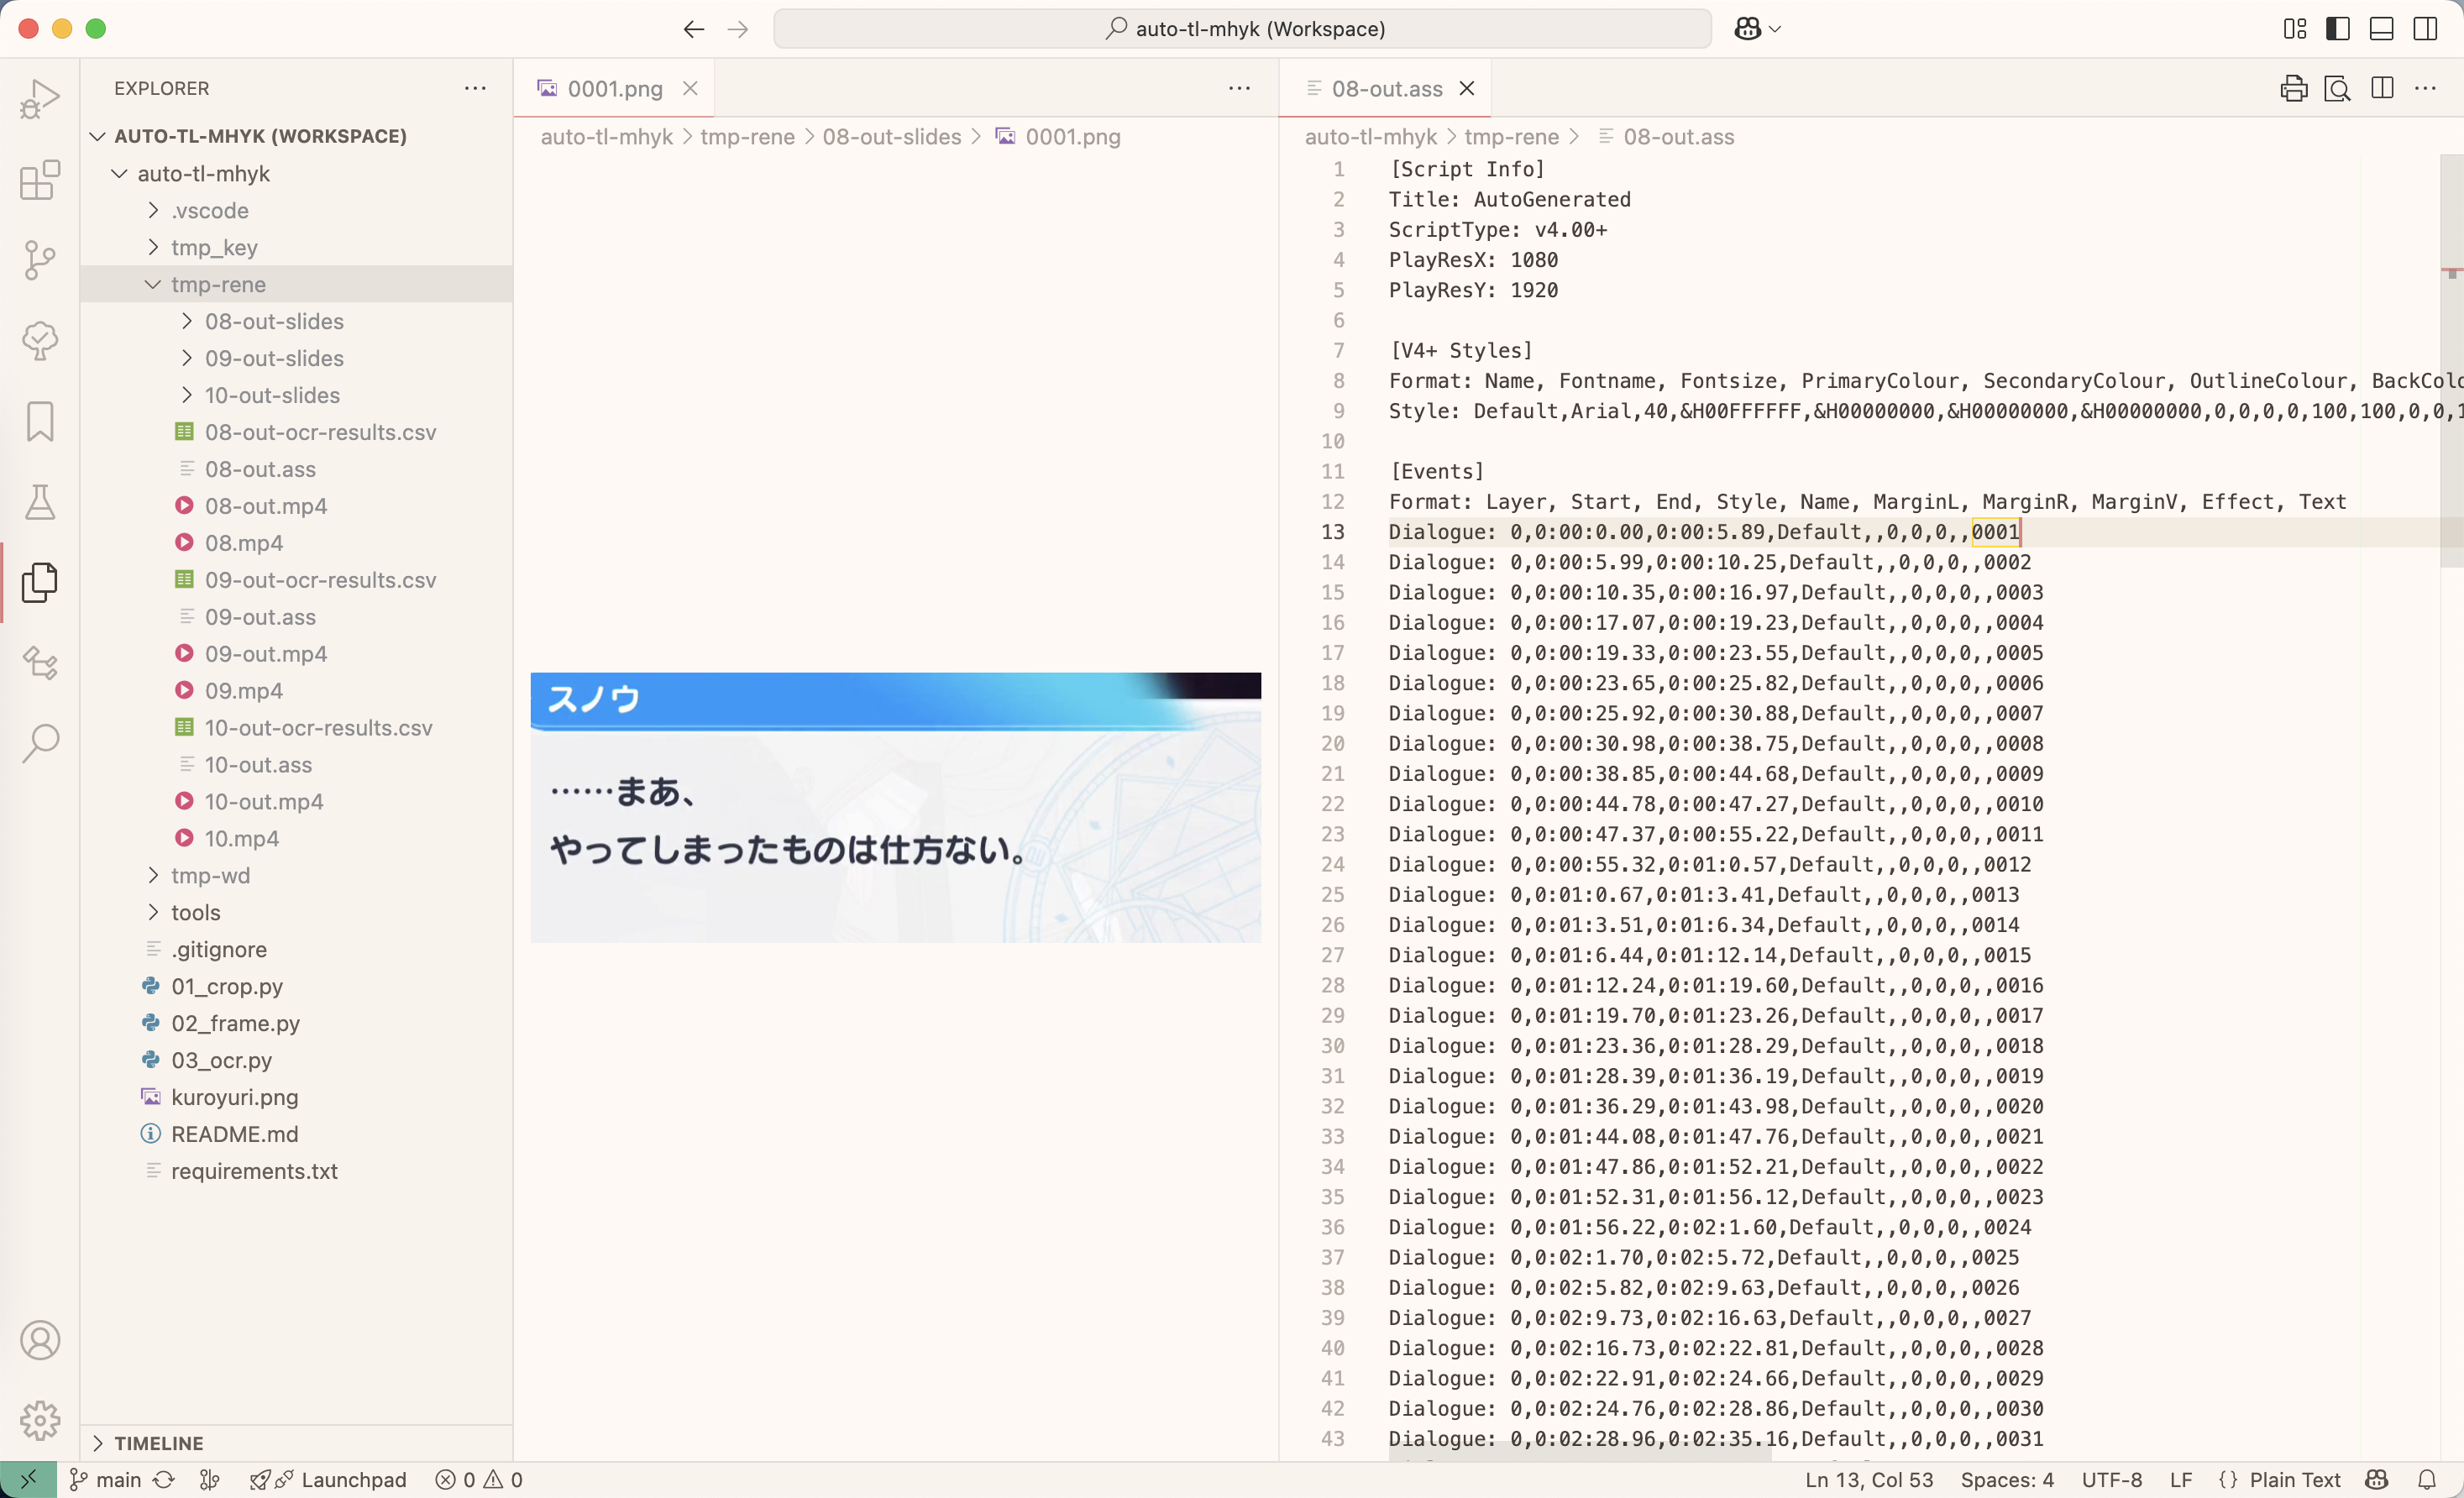 auto-tl-mhyk (Workspace)
EXPLORER
AUTO-TL-MHYK (WORKSPACE)
auto-tl-mhyk
.vscode
tmp_key
tmp-rene
08-out-slides
09-out-slides
10-out-slides
08-out-ocr-results.csv
08-out.ass
08-out.mp4
08.mp4
09-out-ocr-results.csv
09-out.ass
09-out.mp4
09.mp4
10-out-ocr-results.csv
10-out.ass
10-out.mp4
10.mp4
tmp-wd
tools
.gitignore
01_crop.py
02_frame.py
03_ocr.py
kuroyuri.png
README.md
requirements.txt
TIMELINE
0001.png
auto-tl-mhyk > tmp-rene > 08-out-slides > 0001.png
スノウ
……まあ、
やってしまったものは仕方ない。
08-out.ass
auto-tl-mhyk > tmp-rene > 08-out.ass
1 [Script Info]
2 Title: AutoGenerated
3 ScriptType: v4.00+
4 PlayResX: 1080
5 PlayResY: 1920
6
7 [V4+ Styles]
8 Format: Name, Fontname, Fontsize, PrimaryColour, SecondaryColour, OutlineColour, BackColo
9 Style: Default,Arial,40,&H00FFFFFF,&H00000000,&H00000000,&H00000000,0,0,0,0,100,100,0,0,1
10
11 [Events]
12 Format: Layer, Start, End, Style, Name, MarginL, MarginR, MarginV, Effect, Text
13 Dialogue: 0,0:00:0.00,0:00:5.89,Default,,0,0,0,,0001
14 Dialogue: 0,0:00:5.99,0:00:10.25,Default,,0,0,0,,0002
15 Dialogue: 0,0:00:10.35,0:00:16.97,Default,,0,0,0,,0003
16 Dialogue: 0,0:00:17.07,0:00:19.23,Default,,0,0,0,,0004
17 Dialogue: 0,0:00:19.33,0:00:23.55,Default,,0,0,0,,0005
18 Dialogue: 0,0:00:23.65,0:00:25.82,Default,,0,0,0,,0006
19 Dialogue: 0,0:00:25.92,0:00:30.88,Default,,0,0,0,,0007
20 Dialogue: 0,0:00:30.98,0:00:38.75,Default,,0,0,0,,0008
21 Dialogue: 0,0:00:38.85,0:00:44.68,Default,,0,0,0,,0009
22 Dialogue: 0,0:00:44.78,0:00:47.27,Default,,0,0,0,,0010
23 Dialogue: 0,0:00:47.37,0:00:55.22,Default,,0,0,0,,0011
24 Dialogue: 0,0:00:55.32,0:01:0.57,Default,,0,0,0,,0012
25 Dialogue: 0,0:01:0.67,0:01:3.41,Default,,0,0,0,,0013
26 Dialogue: 0,0:01:3.51,0:01:6.34,Default,,0,0,0,,0014
27 Dialogue: 0,0:01:6.44,0:01:12.14,Default,,0,0,0,,0015
28 Dialogue: 0,0:01:12.24,0:01:19.60,Default,,0,0,0,,0016
29 Dialogue: 0,0:01:19.70,0:01:23.26,Default,,0,0,0,,0017
30 Dialogue: 0,0:01:23.36,0:01:28.29,Default,,0,0,0,,0018
31 Dialogue: 0,0:01:28.39,0:01:36.19,Default,,0,0,0,,0019
32 Dialogue: 0,0:01:36.29,0:01:43.98,Default,,0,0,0,,0020
33 Dialogue: 0,0:01:44.08,0:01:47.76,Default,,0,0,0,,0021
34 Dialogue: 0,0:01:47.86,0:01:52.21,Default,,0,0,0,,0022
35 Dialogue: 0,0:01:52.31,0:01:56.12,Default,,0,0,0,,0023
36 Dialogue: 0,0:01:56.22,0:02:1.60,Default,,0,0,0,,0024
37 Dialogue: 0,0:02:1.70,0:02:5.72,Default,,0,0,0,,0025
38 Dialogue: 0,0:02:5.82,0:02:9.63,Default,,0,0,0,,0026
39 Dialogue: 0,0:02:9.73,0:02:16.63,Default,,0,0,0,,0027
40 Dialogue: 0,0:02:16.73,0:02:22.81,Default,,0,0,0,,0028
41 Dialogue: 0,0:02:22.91,0:02:24.66,Default,,0,0,0,,0029
42 Dialogue: 0,0:02:24.76,0:02:28.86,Default,,0,0,0,,0030
43 Dialogue: 0,0:02:28.96,0:02:35.16,Default,,0,0,0,,0031
main Launchpad 0 0 Ln 13, Col 53 Spaces: 4 UTF-8 LF {} Plain Text